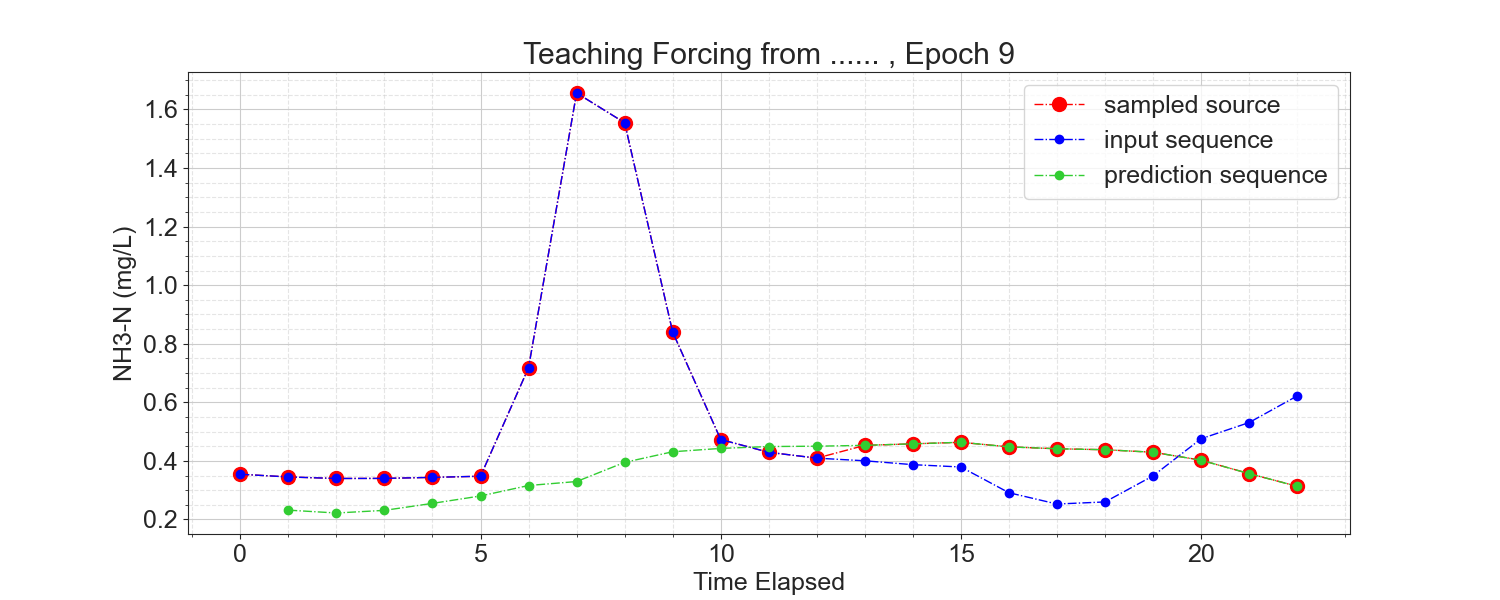 Teaching Forcing from ...... , Epoch 9
sampled source
input sequence
prediction sequence
NH3-N (mg/L)
1.6
1.4
1.2
1.0
0.8
0.6
0.4
0.2
0 5 10 15 20
Time Elapsed